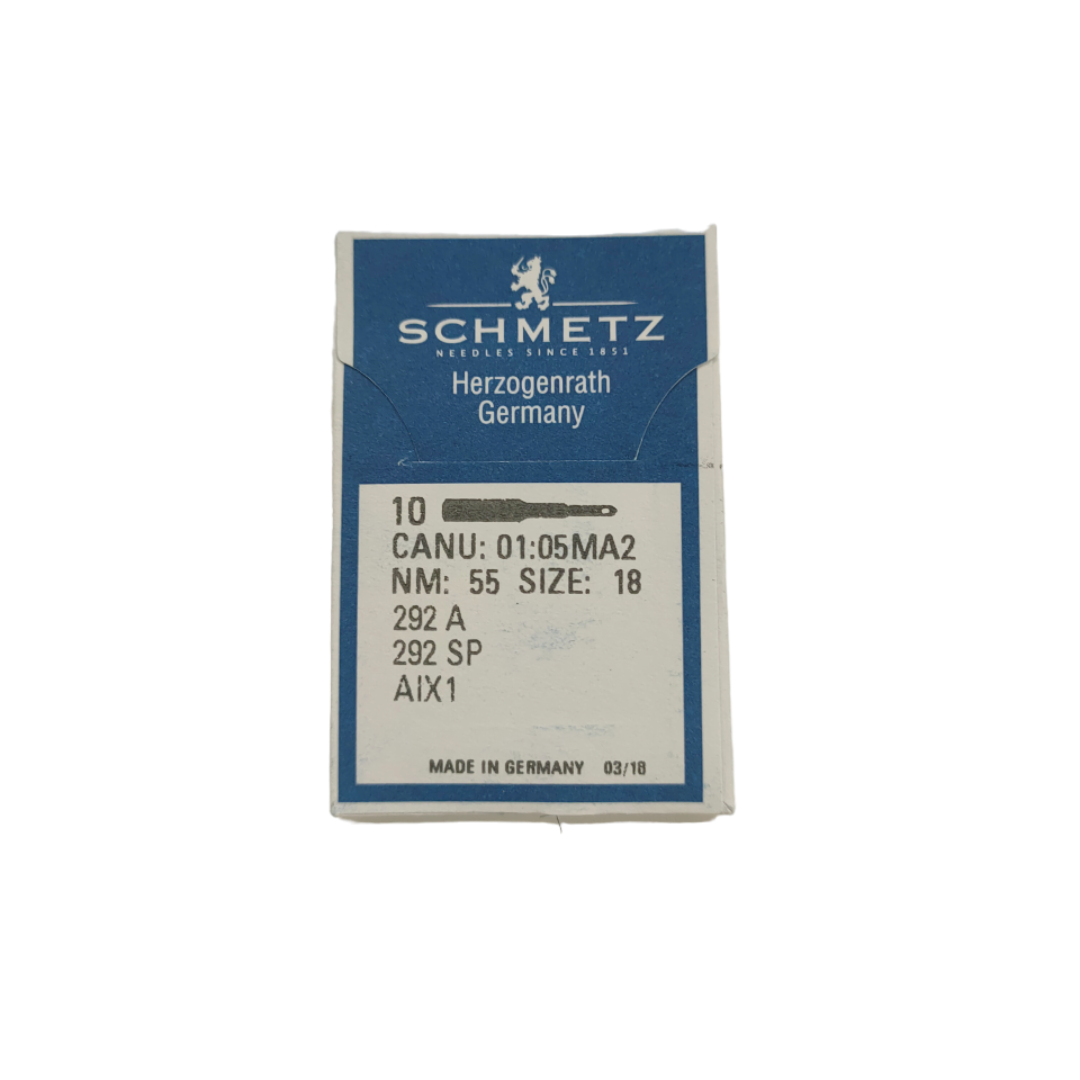 SCHMETZ
NEEDLES SINCE 1851
Herzogenrath
Germany
10
CANU: 01:05MA2
NM: 55 SIZE: 18
292 A
292 SP
AIX1
MADE IN GERMANY 03/18